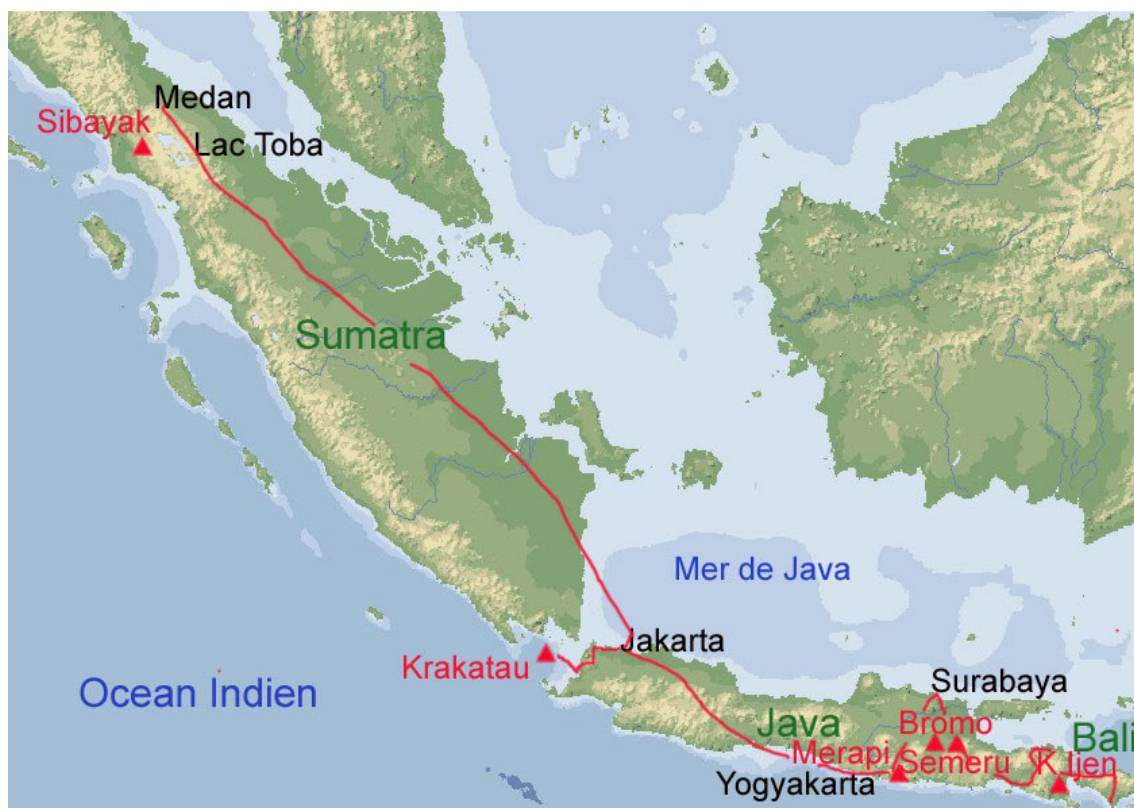 Medan
Sibayak
Lac Toba
Sumatra
Mer de Java
Jakarta
Krakatau
Ocean Indien
Surabaya
Java
Bromo
Bali
Merapi
Semeru
K Ijen
Yogyakarta